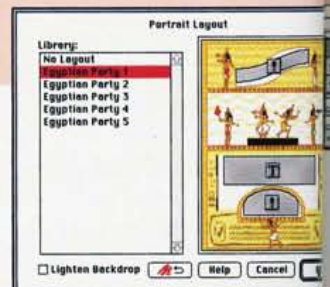 Portrait Layout
Library:
No Layout
Egyptian Party 1
Egyptian Party 2
Egyptian Party 3
Egyptian Party 4
Egyptian Party 5
Lighten Backdrop
Help
Cancel